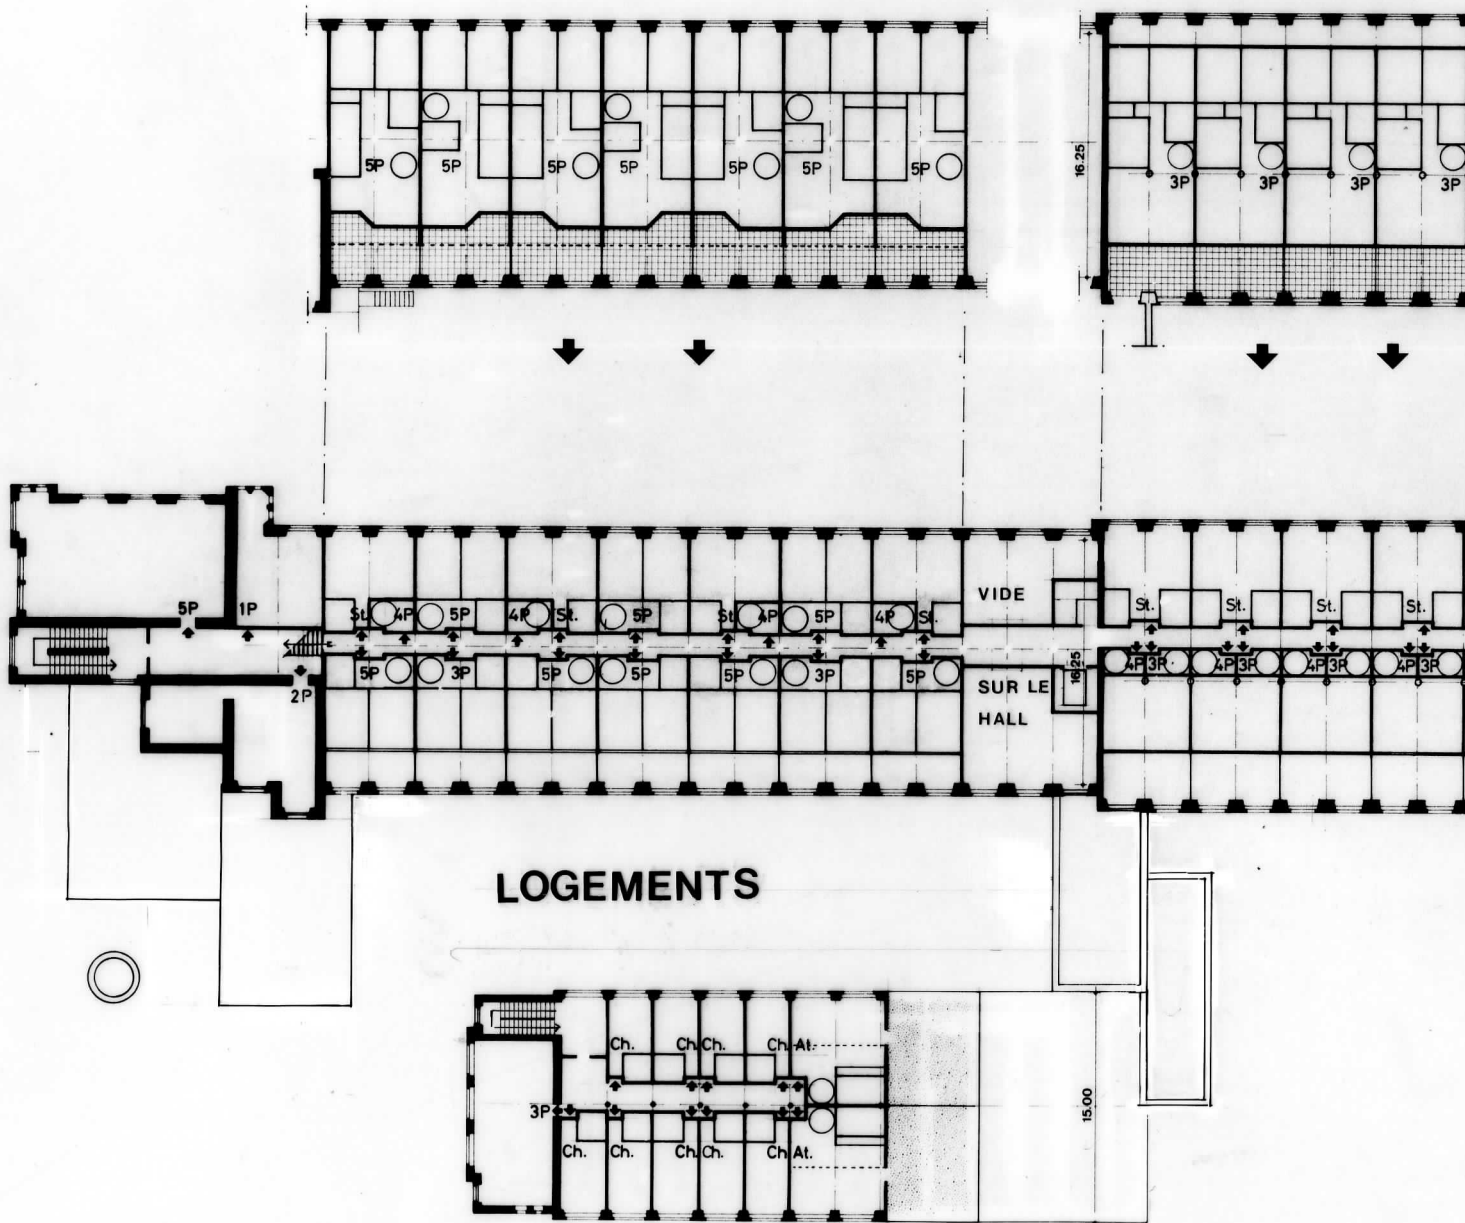 5P 5P 5P 5P 5P 5P 5P
16.25
3P 3P 3P 3P
5P 1P St. 4P 5P 4P St. 5P St. 4P 5P 4P St.
VIDE
St. St. St. St.
2P 5P 3P 5P 5P 5P 3P 5P
16.25
SUR LE
HALL
4P 3P 4P 3P 4P 3P 4P 3P
LOGEMENTS
Ch. Ch. Ch. Ch. At.
3P
15.00
Ch. Ch. Ch. Ch. Ch. At.